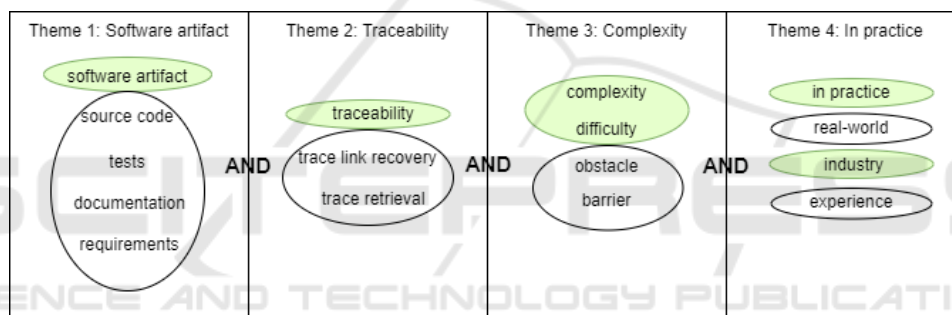 Theme 1: Software artifact
software artifact
source code
tests
documentation
requirements
AND
Theme 2: Traceability
traceability
trace link recovery
trace retrieval
AND
Theme 3: Complexity
complexity
difficulty
obstacle
barrier
AND
Theme 4: In practice
in practice
real-world
industry
experience
SCITEPRESS
ENCE AND TECHNOLOGY PUBLICATI